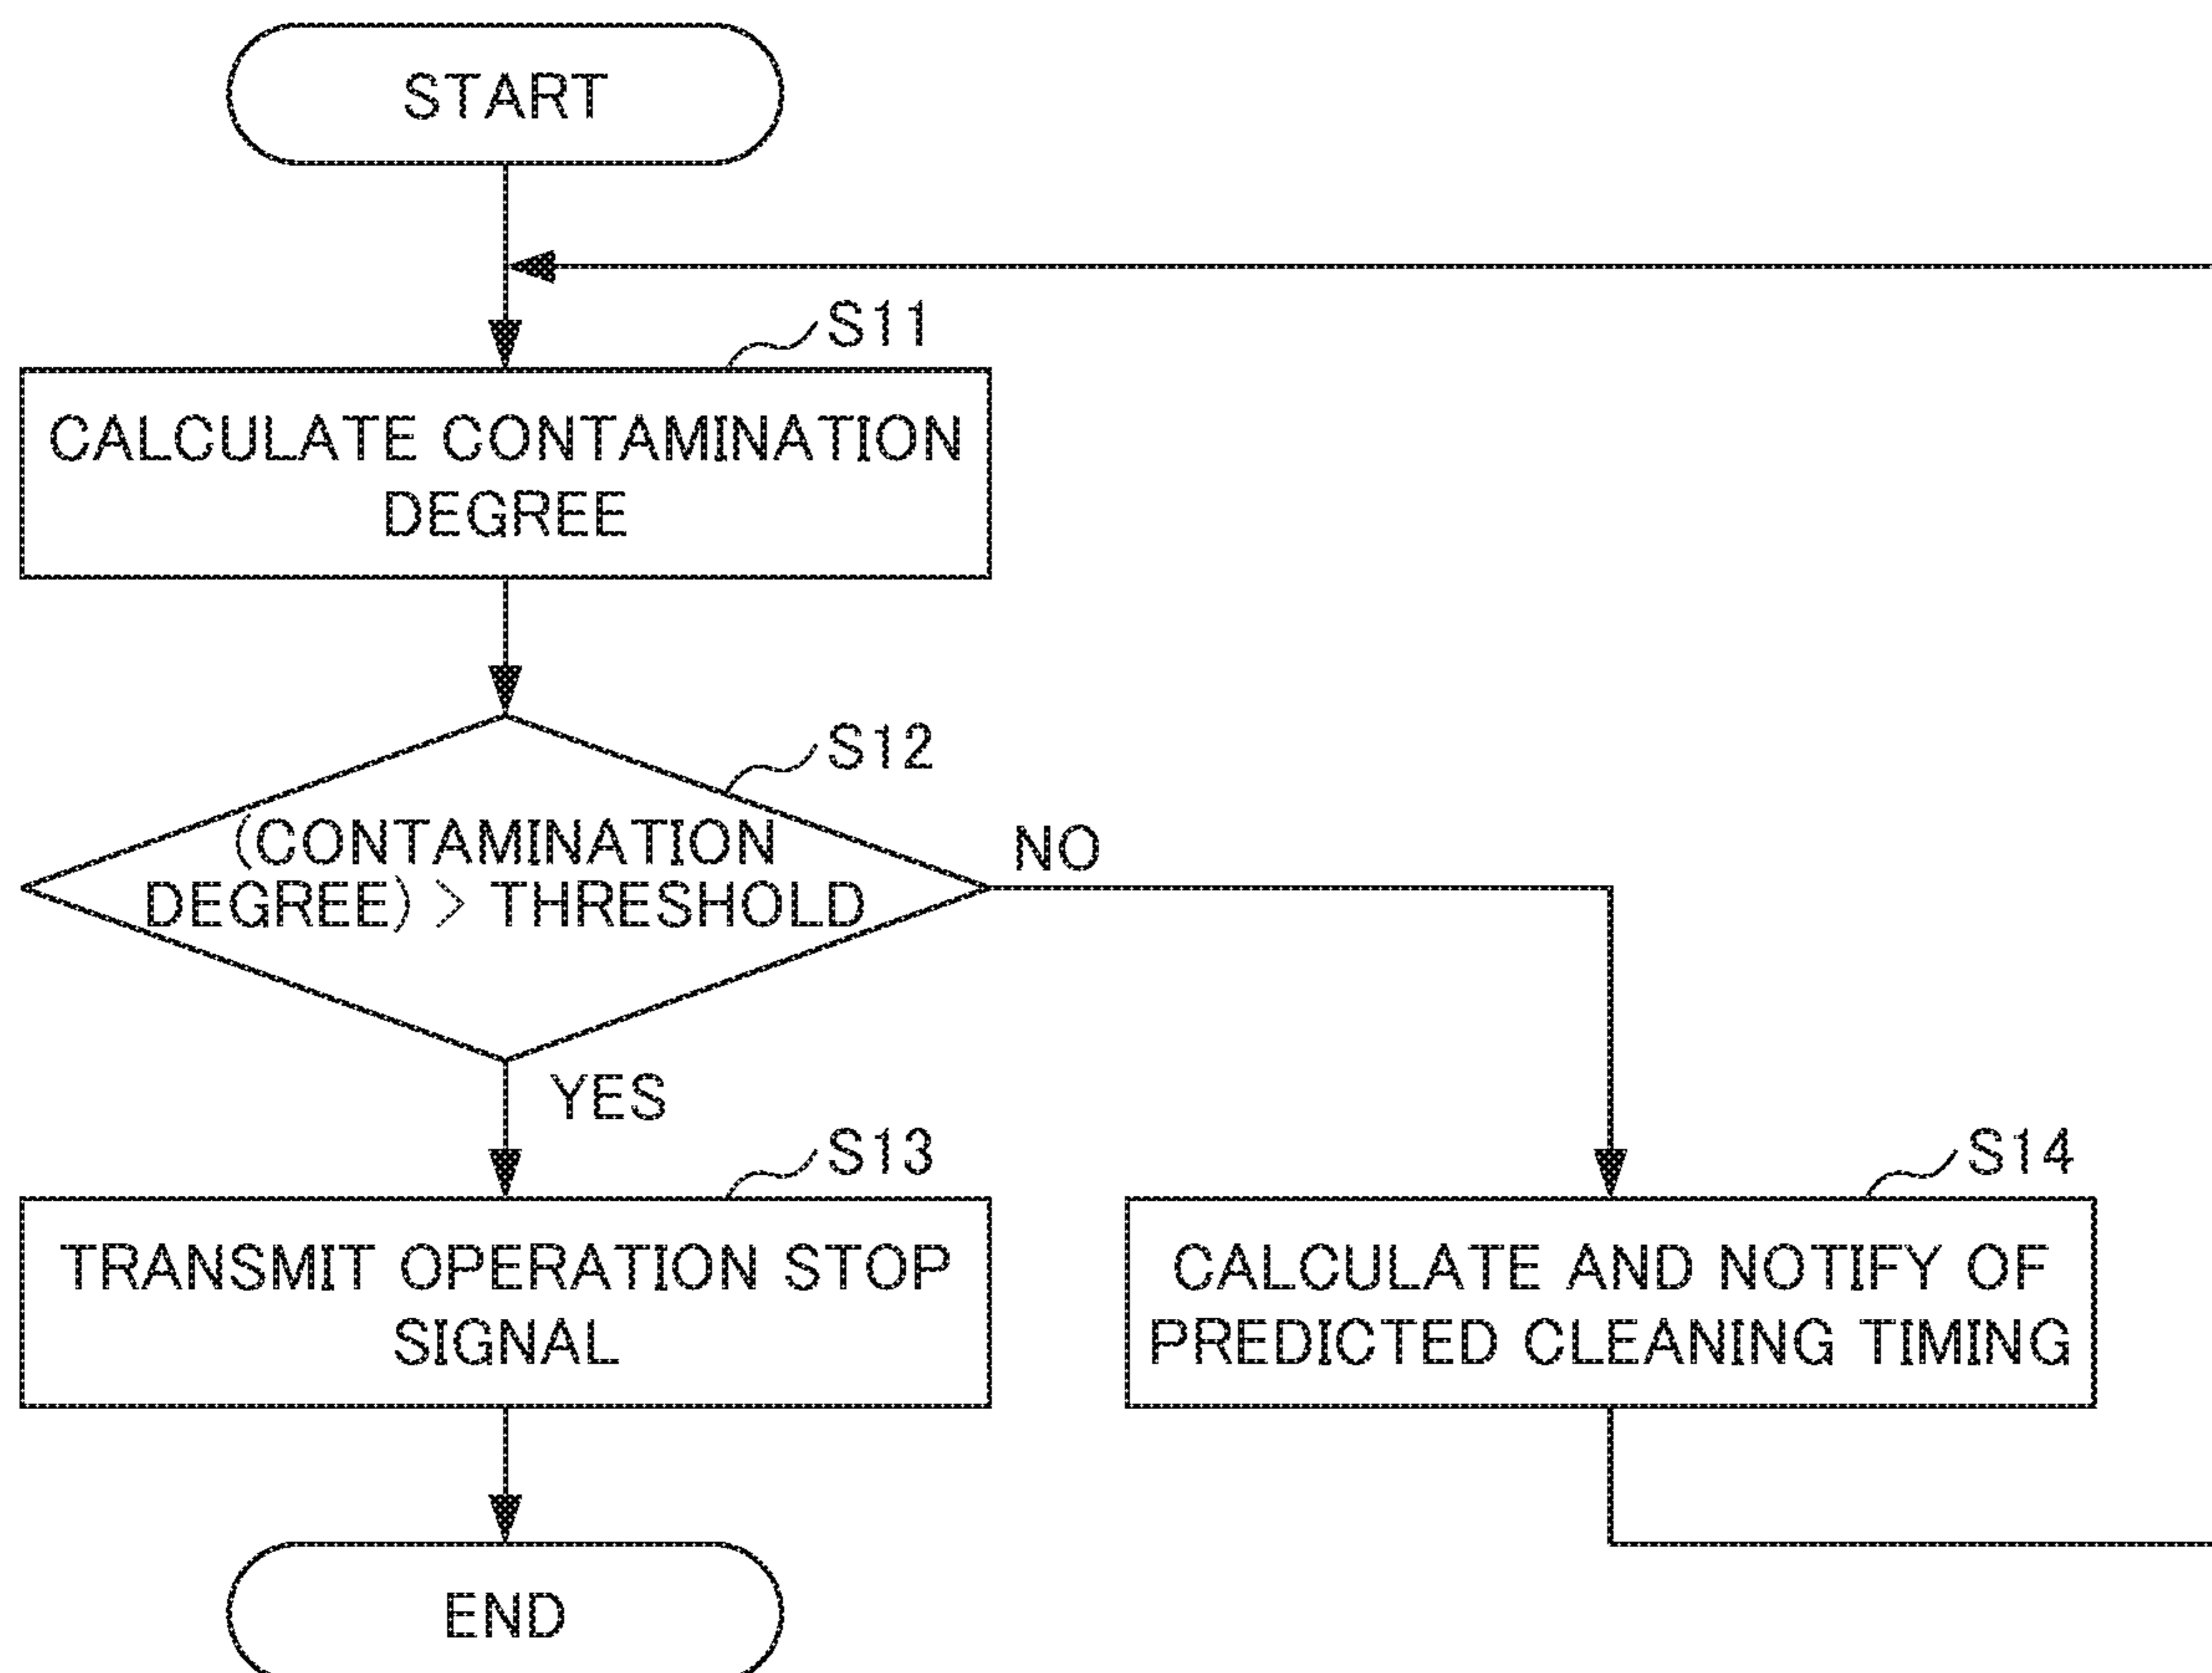 START
S11
CALCULATE CONTAMINATION
DEGREE
S12
(CONTAMINATION
DEGREE) > THRESHOLD
NO
YES
S13
TRANSMIT OPERATION STOP
SIGNAL
S14
CALCULATE AND NOTIFY OF
PREDICTED CLEANING TIMING
END